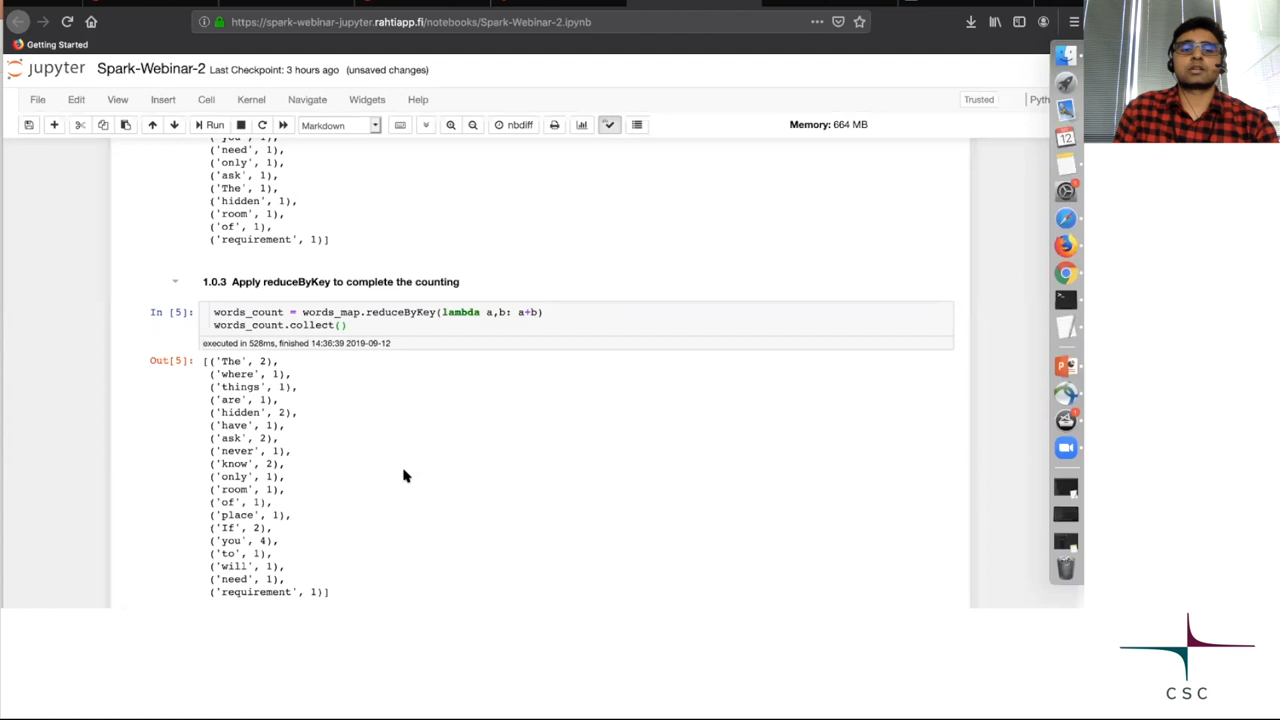 https://spark-webinar-jupyter.rahtiapp.fi/notebooks/Spark-Webinar-2.ipynb
Getting Started
jupyter Spark-Webinar-2 Last Checkpoint: 3 hours ago (unsaved changes)
File Edit View Insert Cell Kernel Navigate Widgets Help Trusted Pyth
Run Markdown nbdiff Memory: 664 MB
('you', 1),
('need', 1),
('only', 1),
('ask', 1),
('The', 1),
('hidden', 1),
('room', 1),
('of', 1),
('requirement', 1)]
1.0.3 Apply reduceByKey to complete the counting
In [5]: words_count = words_map.reduceByKey(lambda a,b: a+b)
words_count.collect()
executed in 528ms, finished 14:36:39 2019-09-12
Out[5]: [('The', 2),
('where', 1),
('things', 1),
('are', 1),
('hidden', 2),
('have', 1),
('ask', 2),
('never', 1),
('know', 2),
('only', 1),
('room', 1),
('of', 1),
('place', 1),
('If', 2),
('you', 4),
('to', 1),
('will', 1),
('need', 1),
('requirement', 1)]
12
CSC